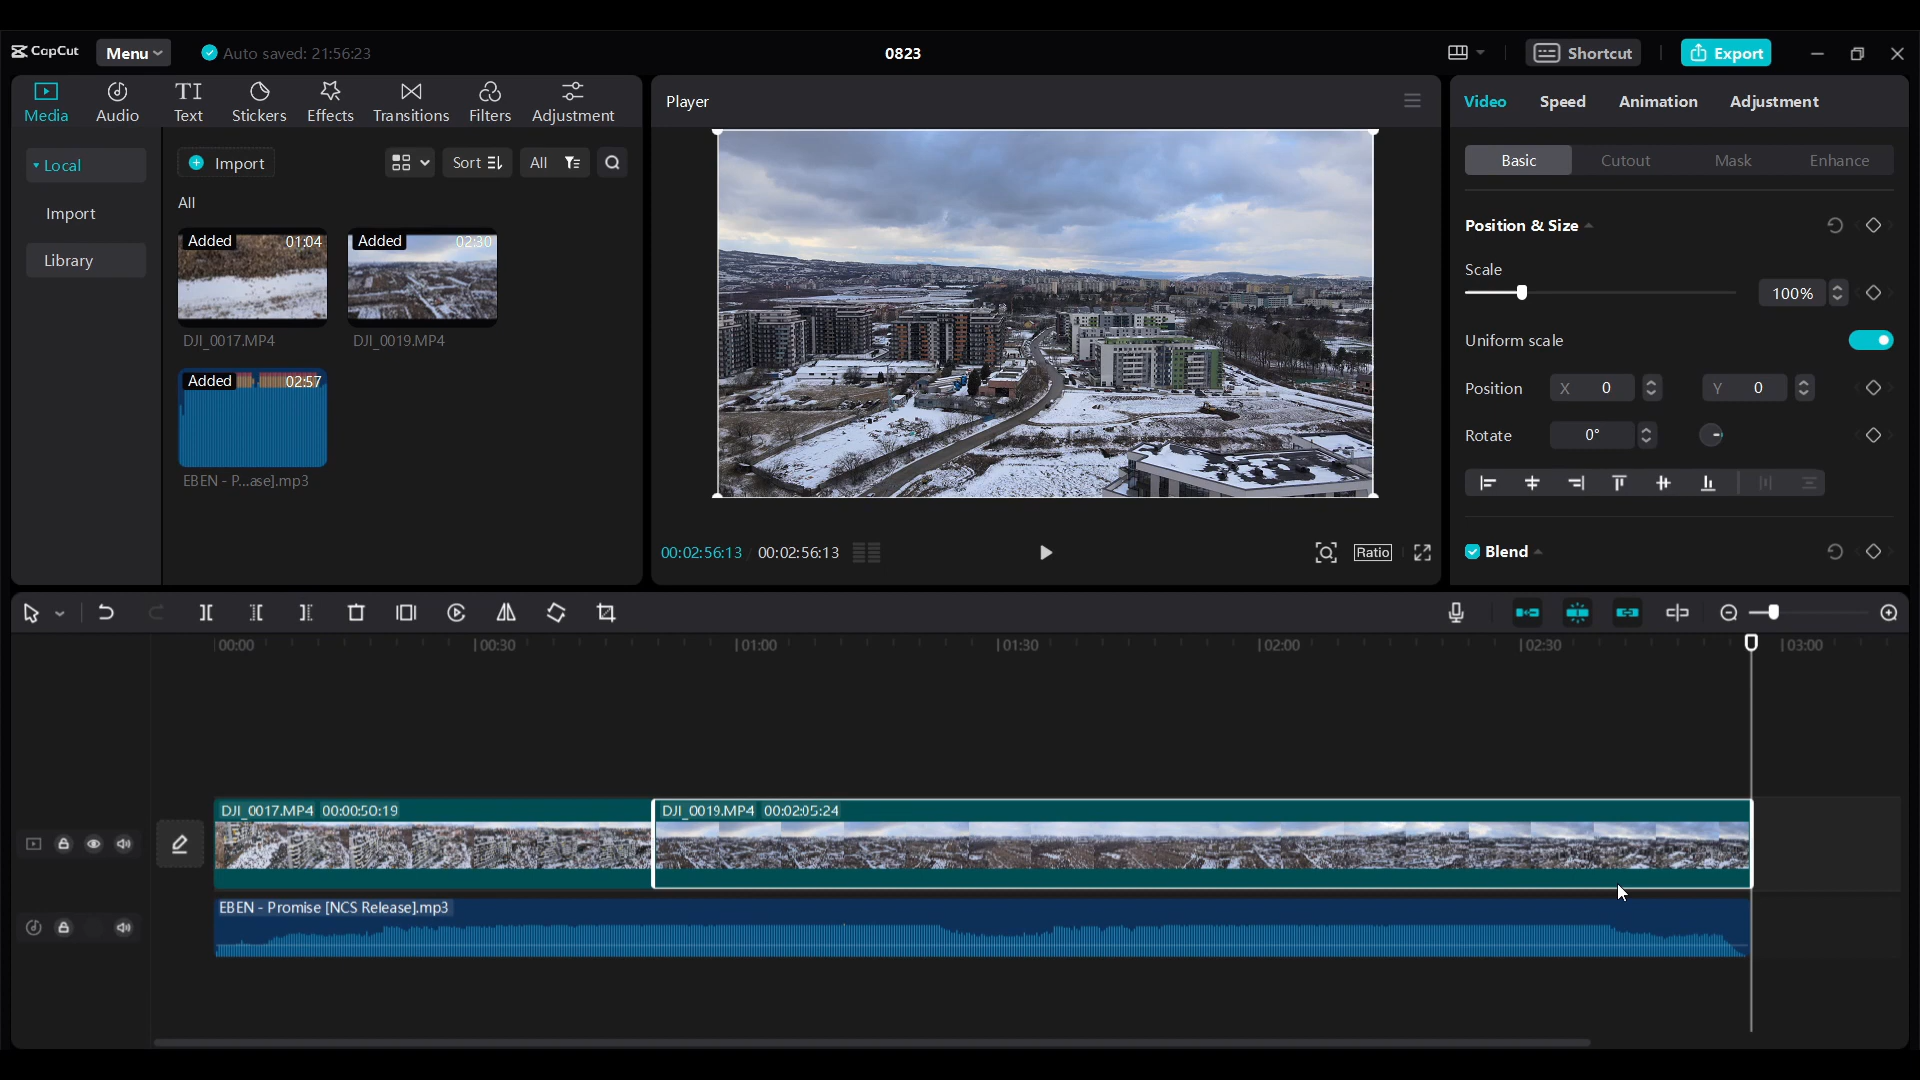 CapCut
Menu
Auto saved: 21:56:23
0823
Shortcut
Export
Media
Audio
TI
Text
Stickers
Effects
Transitions
Filters
Adjustment
Local
Import
Library
Import
Sort
All
All
Added 01:04
DJI_0017.MP4
Added 02:30
DJI_0019.MP4
Added 02:57
EBEN - P...ase].mp3
Player
00:02:56:13 / 00:02:56:13
Ratio
Video
Speed
Animation
Adjustment
Basic
Cutout
Mask
Enhance
Position & Size
Scale
100%
Uniform scale
Position
X 0
Y 0
Rotate
0°
Blend
00:00
00:30
01:00
01:30
02:00
02:30
03:00
DJI_0017.MP4 00:00:50:19
DJI_0019.MP4 00:02:05:24
EBEN - Promise [NCS Release].mp3